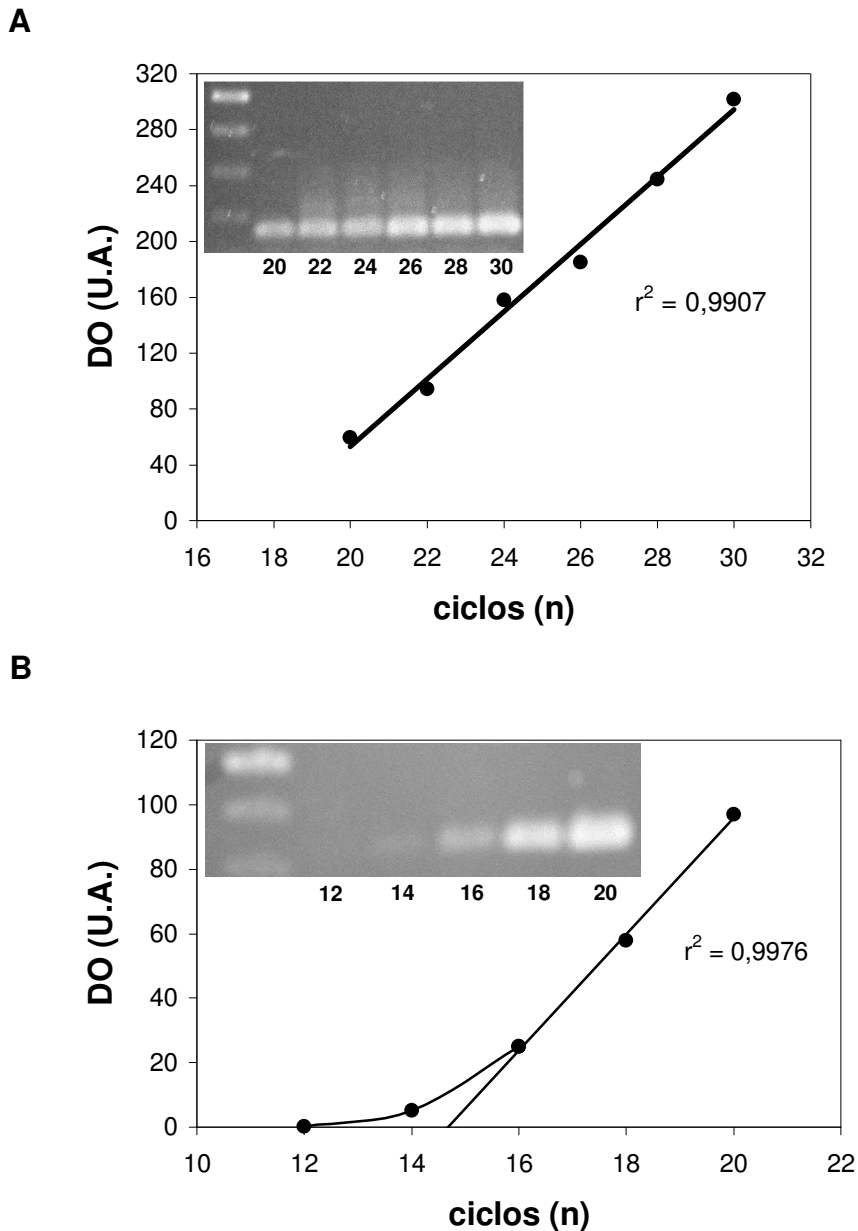 A
320
280
240
200
160
120
80
40
0
DO (U.A.)
20 22 24 26 28 30
r² = 0,9907
16 18 20 22 24 26 28 30 32
ciclos (n)
B
120
100
80
60
40
20
0
DO (U.A.)
12 14 16 18 20
r² = 0,9976
10 12 14 16 18 20 22
ciclos (n)